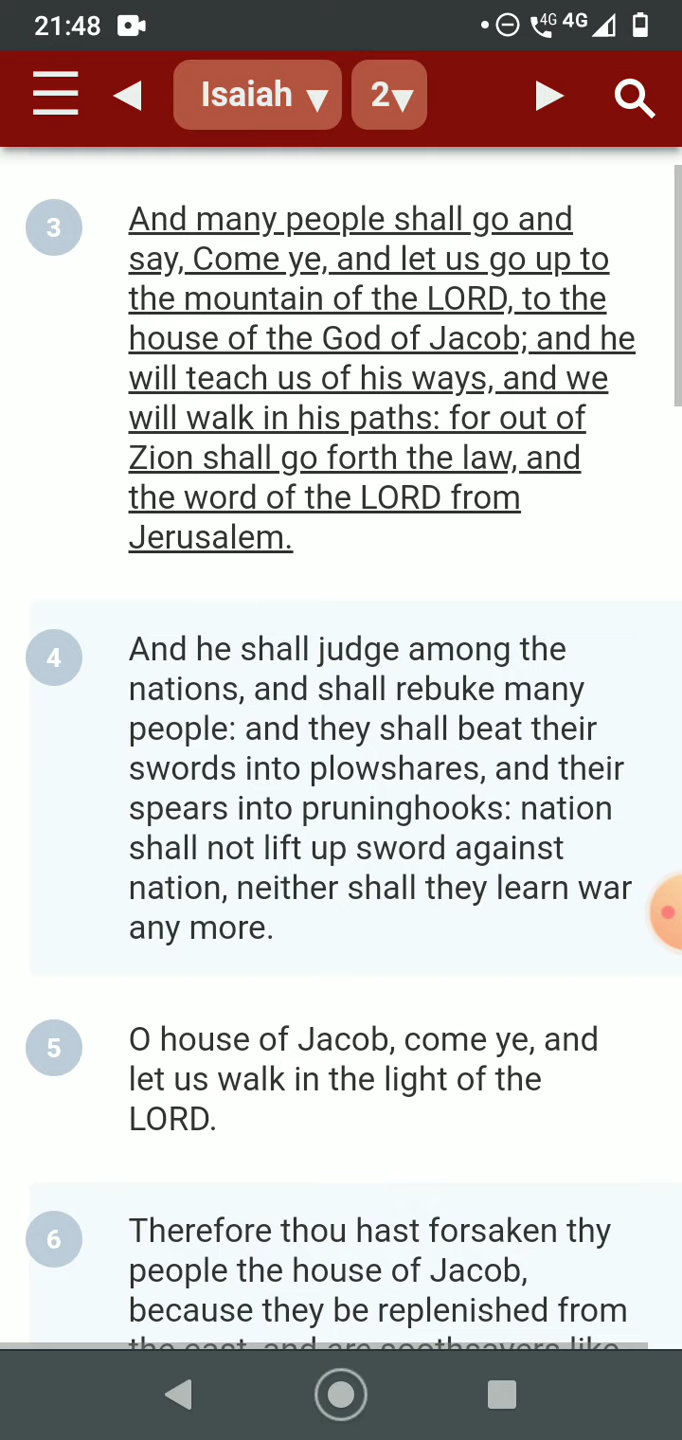 21:48
4G 4G
Isaiah 2
3
And many people shall go and
say, Come ye, and let us go up to
the mountain of the LORD, to the
house of the God of Jacob; and he
will teach us of his ways, and we
will walk in his paths: for out of
Zion shall go forth the law, and
the word of the LORD from
Jerusalem.
4
And he shall judge among the
nations, and shall rebuke many
people: and they shall beat their
swords into plowshares, and their
spears into pruninghooks: nation
shall not lift up sword against
nation, neither shall they learn war
any more.
5
O house of Jacob, come ye, and
let us walk in the light of the
LORD.
6
Therefore thou hast forsaken thy
people the house of Jacob,
because they be replenished from
the east, and are soothsayers like